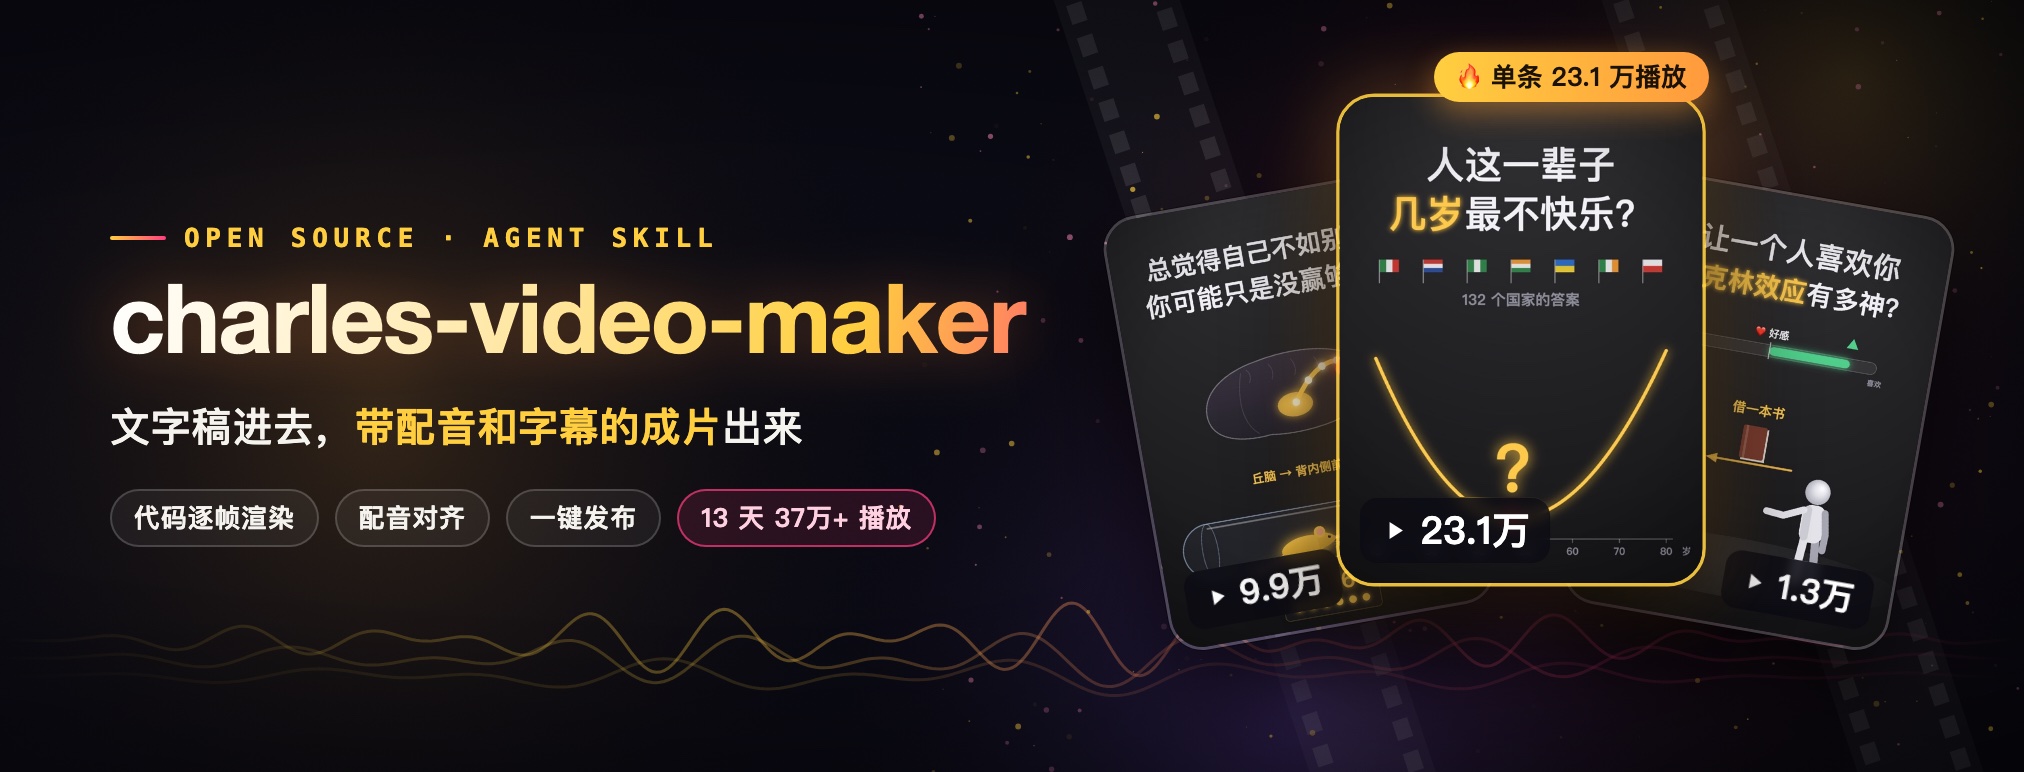 OPEN SOURCE · AGENT SKILL
charles-video-maker
文字稿进去，带配音和字幕的成片出来
代码逐帧渲染
配音对齐
一键发布
13 天 37万+ 播放
总觉得自己不如别
你可能只是没赢够
丘脑 → 背内侧前
▶ 9.9万
🔥 单条 23.1 万播放
人这一辈子
几岁最不快乐?
132 个国家的答案
?
▶ 23.1万
60 70 80 岁
让一个人喜欢你
克林效应有多神?
❤️ 好感
喜欢
借一本书
▶ 1.3万